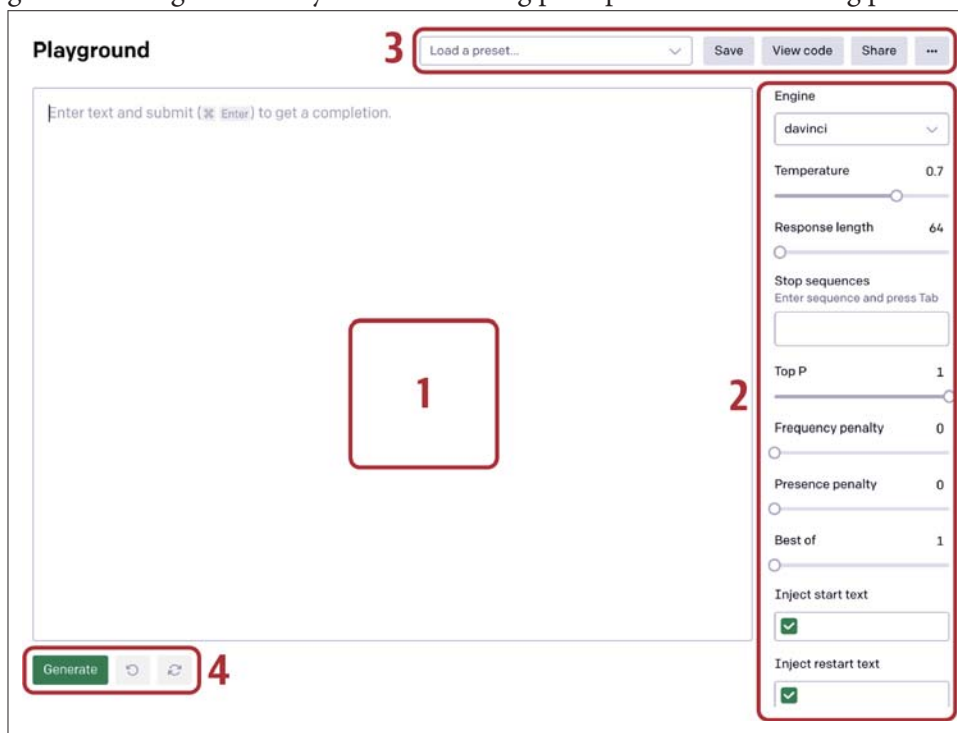 Playground
3
Load a preset...
Save
View code
Share
...
Enter text and submit (⌘ Enter) to get a completion.
1
2
Engine
davinci
Temperature 0.7
Response length 64
Stop sequences
Enter sequence and press Tab
Top P 1
Frequency penalty 0
Presence penalty 0
Best of 1
Inject start text
Inject restart text
Generate
4